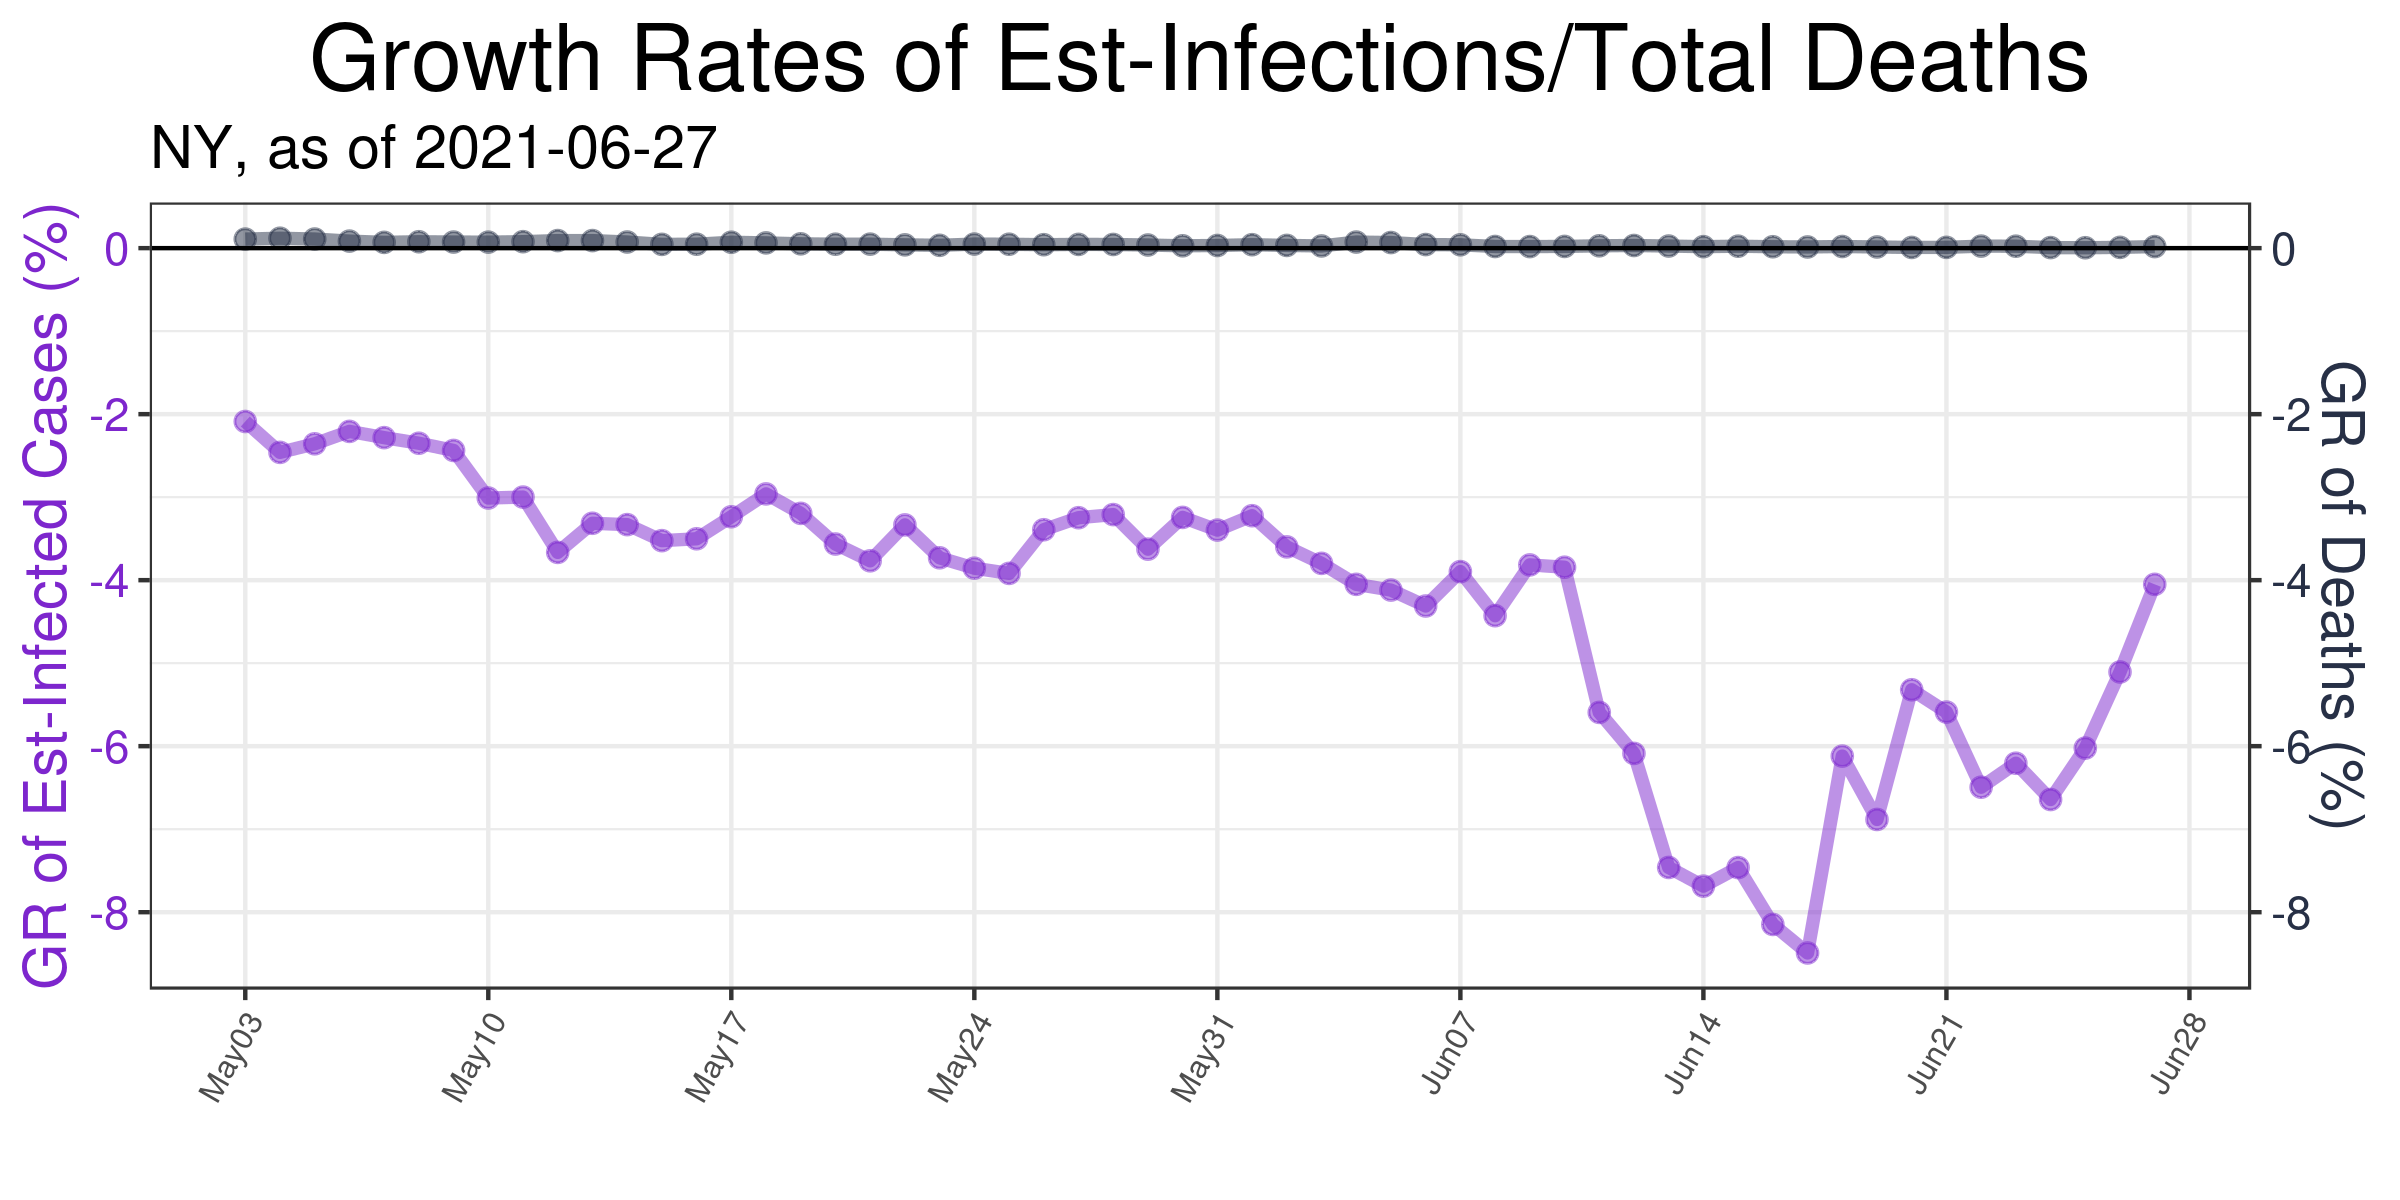 Growth Rates of Est-Infections/Total Deaths
NY, as of 2021-06-27
GR of Est-Infected Cases (%)
0
-2
-4
-6
-8
0
-2
-4
-6
-8
GR of Deaths (%)
May03
May10
May17
May24
May31
Jun07
Jun14
Jun21
Jun28